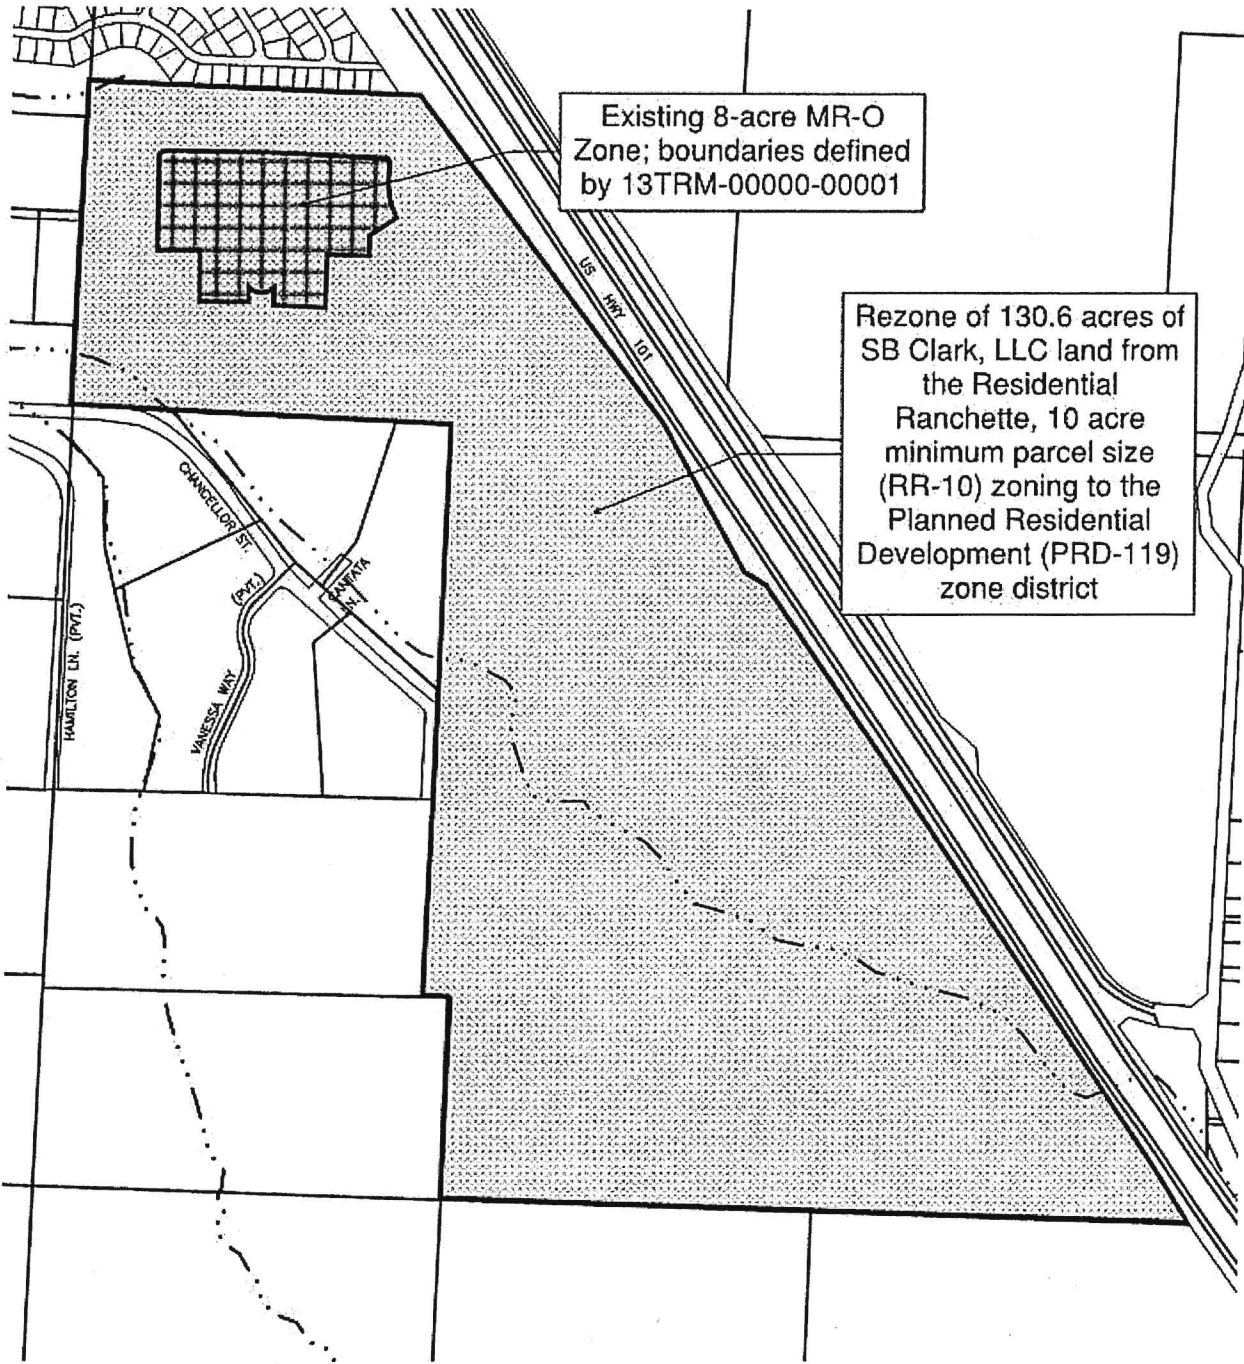 Existing 8-acre MR-O
Zone; boundaries defined
by 13TRM-00000-00001
US HWY 101
Rezone of 130.6 acres of
SB Clark, LLC land from
the Residential
Ranchette, 10 acre
minimum parcel size
(RR-10) zoning to the
Planned Residential
Development (PRD-119)
zone district
CHANCELLOR ST.
(PVT.)
LN.
HAMILTON LN. (PVT.)
VANESSA WAY